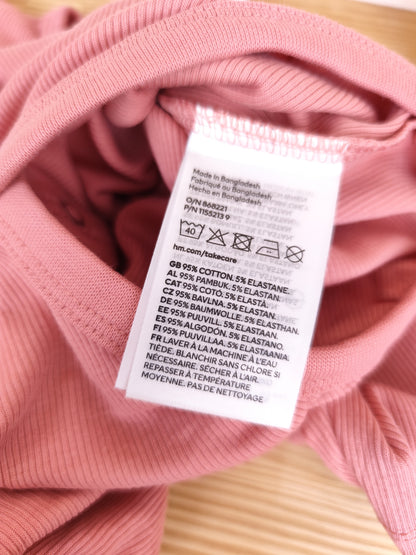 Made in Bangladesh
Fabriqué au Bangladesh
Hecho en Bangladesh
O/N 868221
P/N 1155213 9
40
hm.com/takecare
GB 95% COTTON. 5% ELASTANE.
AL 95% PAMBUK. 5% ELASTAN.
CAT 95% COTÓ. 5% ELASTÀ.
CZ 95% BAVLNA. 5% ELASTAN.
DE 95% BAUMWOLLE. 5% ELASTHAN.
EE 95% PUUVILL. 5% ELASTAAN.
ES 95% ALGODÓN. 5% ELASTANO.
FI 95% PUUVILLAA. 5% ELASTAANIA
FR LAVER À LA MACHINE À L'EAU
TIÈDE. BLANCHIR SANS CHLORE SI
NÉCESSAIRE. SÉCHER À L'AIR.
REPASSER À TEMPÉRATURE
MOYENNE. PAS DE NETTOYAGE